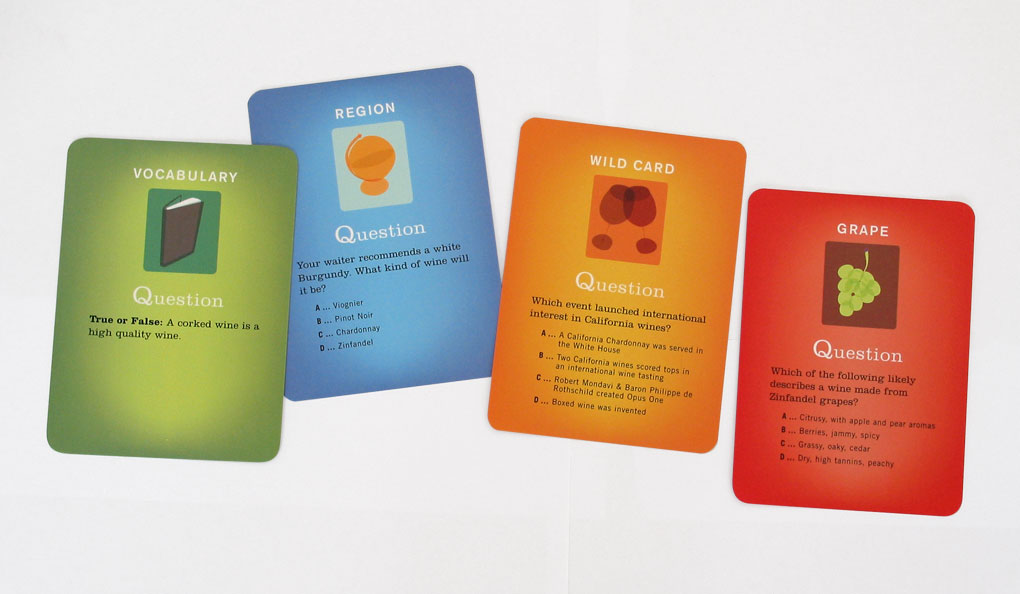 VOCABULARY
Question
True or False: A corked wine is a
high quality wine.
REGION
Question
Your waiter recommends a white
Burgundy. What kind of wine will
it be?
A ... Viognier
B ... Pinot Noir
C ... Chardonnay
D ... Zinfandel
WILD CARD
Question
Which event launched international
interest in California wines?
A ... A California Chardonnay was served in
the White House
B ... Two California wines scored tops in
an international wine tasting
C ... Robert Mondavi & Baron Philippe de
Rothschild created Opus One
D ... Boxed wine was invented
GRAPE
Question
Which of the following likely
describes a wine made from
Zinfandel grapes?
A ... Citrusy, with apple and pear aromas
B ... Berries, jammy, spicy
C ... Grassy, oaky, cedar
D ... Dry, high tannins, peachy